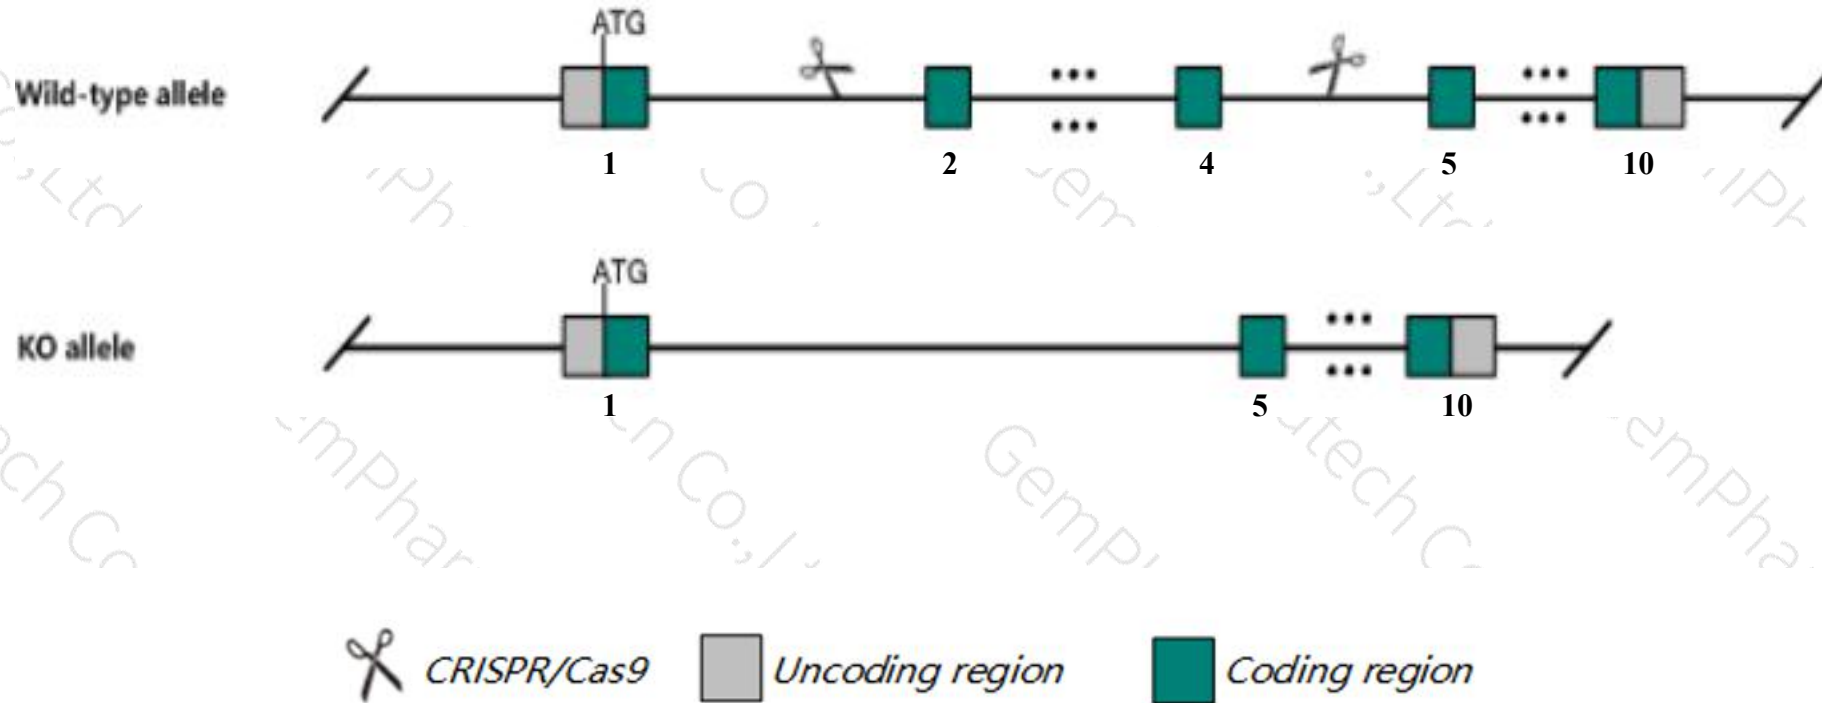 ATG
Wild-type allele
1 2 4 5 10
ATG
KO allele
1 5 10
CRISPR/Cas9 Uncoding region Coding region